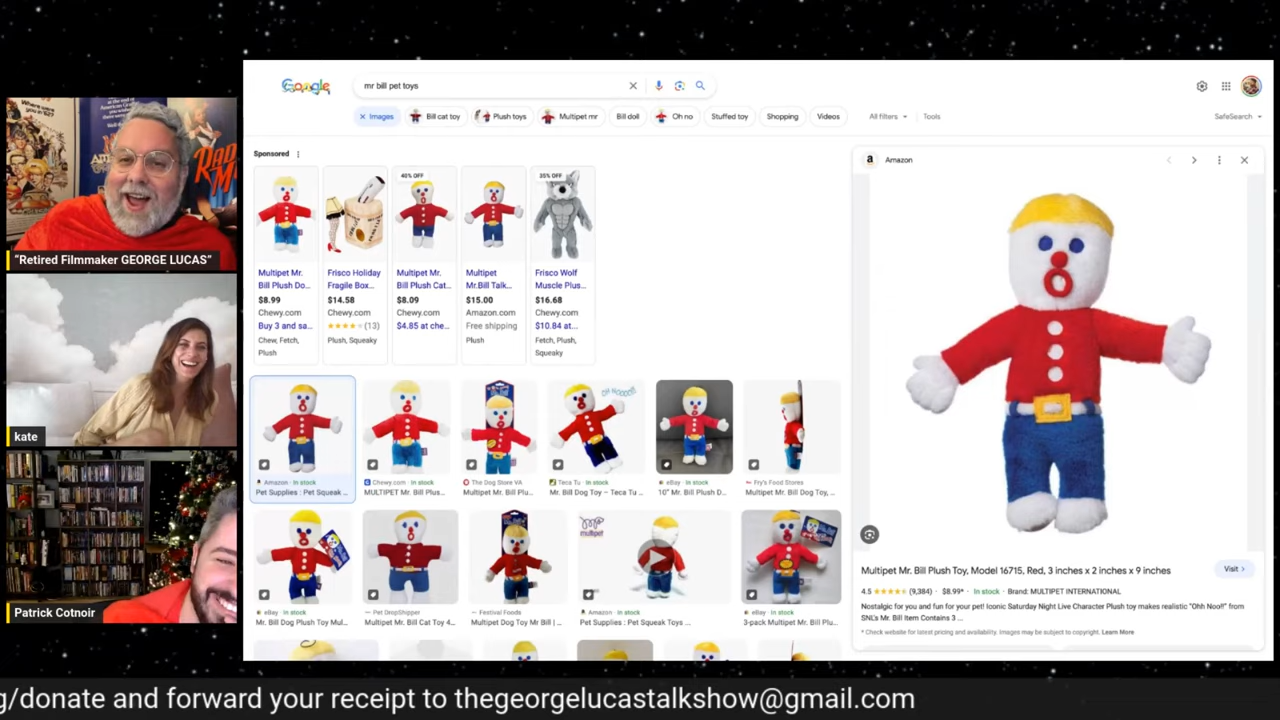 Google
mr bill pet toys
Images
Bill cat toy
Plush toys
Multipet mr
Bill doll
Oh no
Stuffed toy
Shopping
Videos
All filters
Tools
SafeSearch
Sponsored
40% OFF
35% OFF
Multipet Mr.
Bill Plush Do...
$8.99
Chewy.com
Buy 3 and sa...
Chew, Fetch,
Plush
Frisco Holiday
Fragile Box...
$14.58
Chewy.com
(13)
Plush, Squeaky
Multipet Mr.
Bill Plush Cat...
$8.09
Chewy.com
$4.85 at che...
Multipet
Mr.Bill Talk...
$15.00
Amazon.com
Free shipping
Plush
Frisco Wolf
Muscle Plus...
$16.68
Chewy.com
$10.84 at...
Fetch, Plush,
Squeaky
Amazon · In stock
Pet Supplies : Pet Squeak ...
Chewy.com · In stock
MULTIPET Mr. Bill Plus...
The Dog Store VA
Multipet Mr. Bill Plu...
Teca Tu · In stock
Mr. Bill Dog Toy – Teca Tu ...
eBay · In stock
10" Mr. Bill Plush D...
Fry's Food Stores
Multipet Mr. Bill Dog Toy, ...
multipet
eBay · In stock
Mr. Bill Dog Plush Toy Mul...
Pet DropShipper
Multipet Mr. Bill Cat Toy 4...
Festival Foods
Multipet Dog Toy Mr Bill | ...
Amazon · In stock
Pet Supplies : Pet Squeak Toys ...
eBay · In stock
3-pack Multipet Mr. Bill Plu...
Amazon
Multipet Mr. Bill Plush Toy, Model 16715, Red, 3 inches x 2 inches x 9 inches
Visit
4.5 (9,384) · $8.99* · In stock · Brand: MULTIPET INTERNATIONAL
Nostalgic for you and fun for your pet! Iconic Saturday Night Live Character Plush toy makes realistic "Ohh Noo!!" from
SNL's Mr. Bill Item Contains 3 ...
* Check website for latest pricing and availability. Images may be subject to copyright. Learn More
"Retired Filmmaker GEORGE LUCAS"
kate
Patrick Cotnoir
g/donate and forward your receipt to thegeorgelucastalkshow@gmail.com